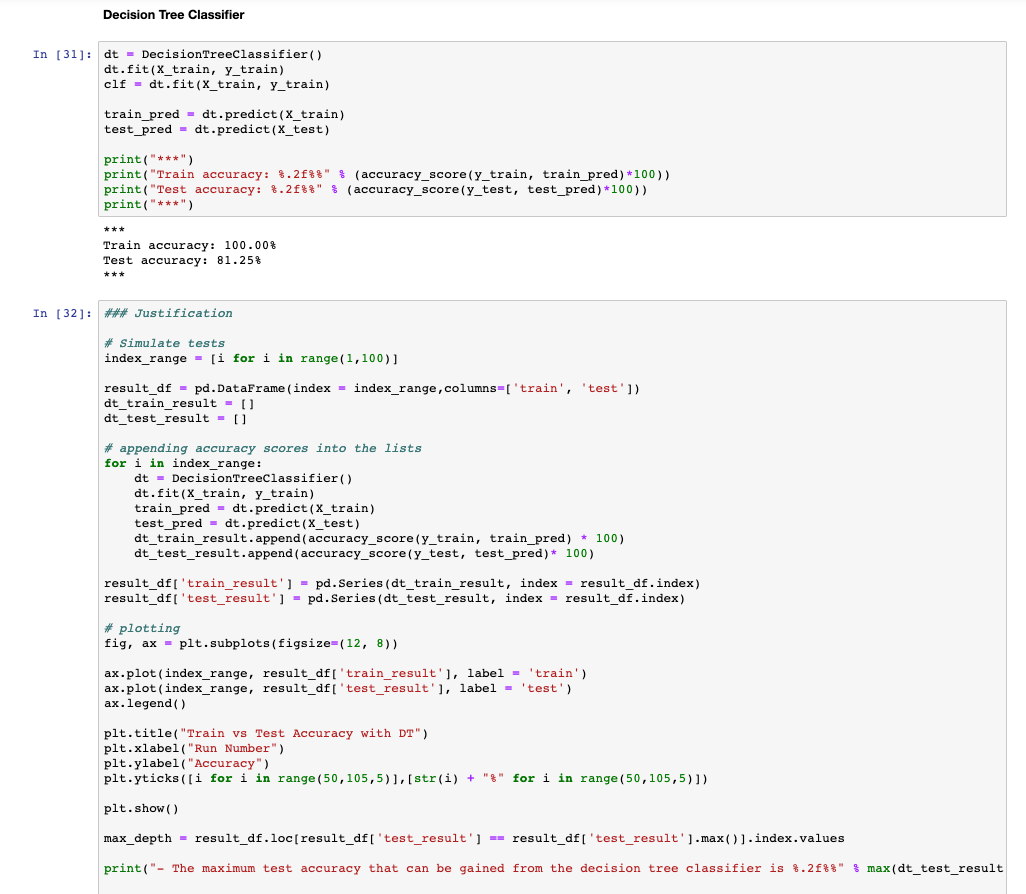 Decision Tree Classifier
In [31]:
dt = DecisionTreeClassifier()
dt.fit(X_train, y_train)
clf = dt.fit(X_train, y_train)
train_pred = dt.predict(X_train)
test_pred = dt.predict(X_test)
print("***")
print("Train accuracy: %.2f%%" % (accuracy_score(y_train, train_pred)*100))
print("Test accuracy: %.2f%%" % (accuracy_score(y_test, test_pred)*100))
print("***")
***
Train accuracy: 100.00%
Test accuracy: 81.25%
***
In [32]:
### Justification
# Simulate tests
index_range = [i for i in range(1,100)]
result_df = pd.DataFrame(index = index_range,columns=['train', 'test'])
dt_train_result = []
dt_test_result = []
# appending accuracy scores into the lists
for i in index_range:
    dt = DecisionTreeClassifier()
    dt.fit(X_train, y_train)
    train_pred = dt.predict(X_train)
    test_pred = dt.predict(X_test)
    dt_train_result.append(accuracy_score(y_train, train_pred) * 100)
    dt_test_result.append(accuracy_score(y_test, test_pred)* 100)
result_df['train_result'] = pd.Series(dt_train_result, index = result_df.index)
result_df['test_result'] = pd.Series(dt_test_result, index = result_df.index)
# plotting
fig, ax = plt.subplots(figsize=(12, 8))
ax.plot(index_range, result_df['train_result'], label = 'train')
ax.plot(index_range, result_df['test_result'], label = 'test')
ax.legend()
plt.title("Train vs Test Accuracy with DT")
plt.xlabel("Run Number")
plt.ylabel("Accuracy")
plt.yticks([i for i in range(50,105,5)],[str(i) + "%" for i in range(50,105,5)])
plt.show()
max_depth = result_df.loc[result_df['test_result'] == result_df['test_result'].max()].index.values
print("- The maximum test accuracy that can be gained from the decision tree classifier is %.2f%%" % max(dt_test_result